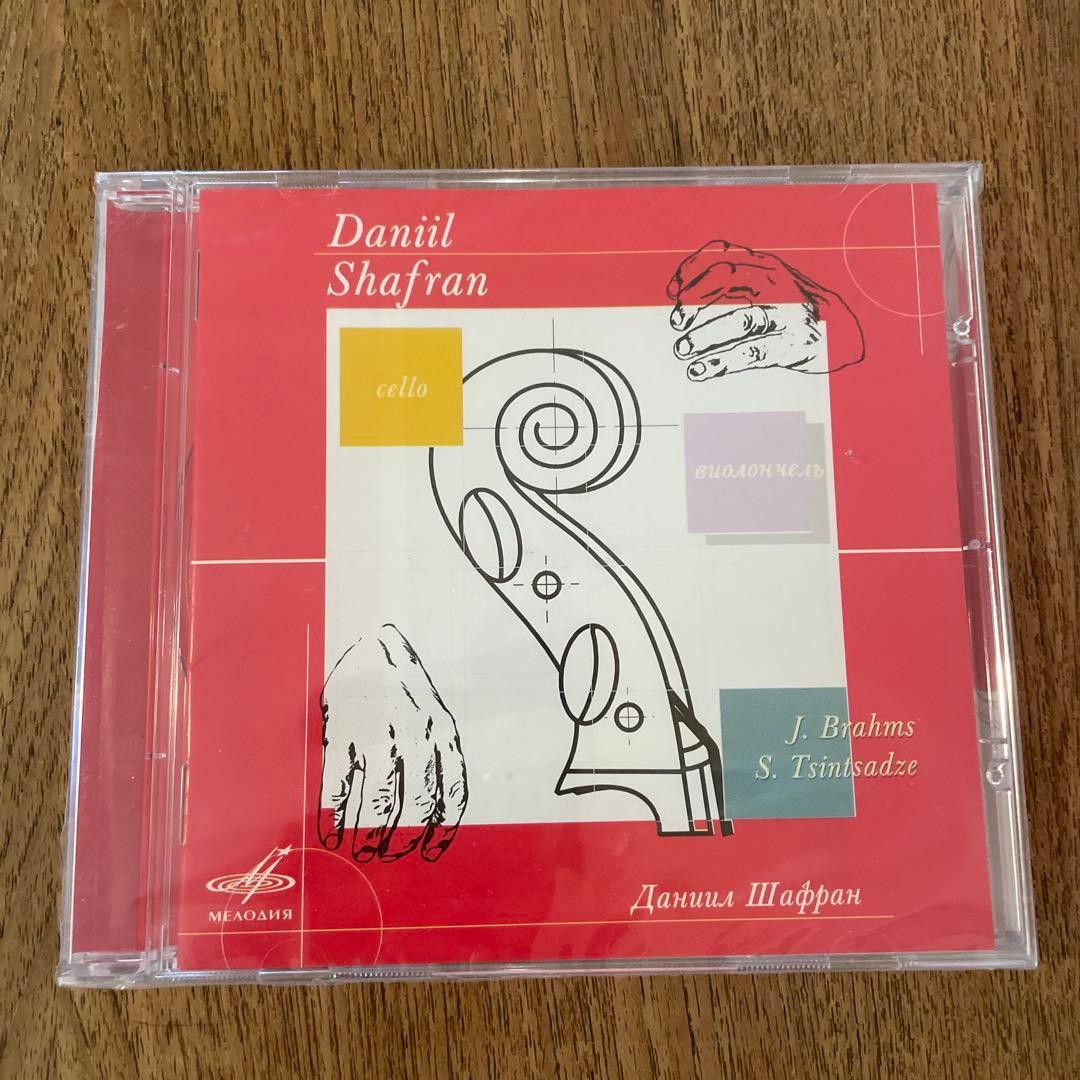 Daniil
Shafran
cello
виолончель
J. Brahms
S. Tsintsadze
Даниил Шафран
МЕЛОДИЯ